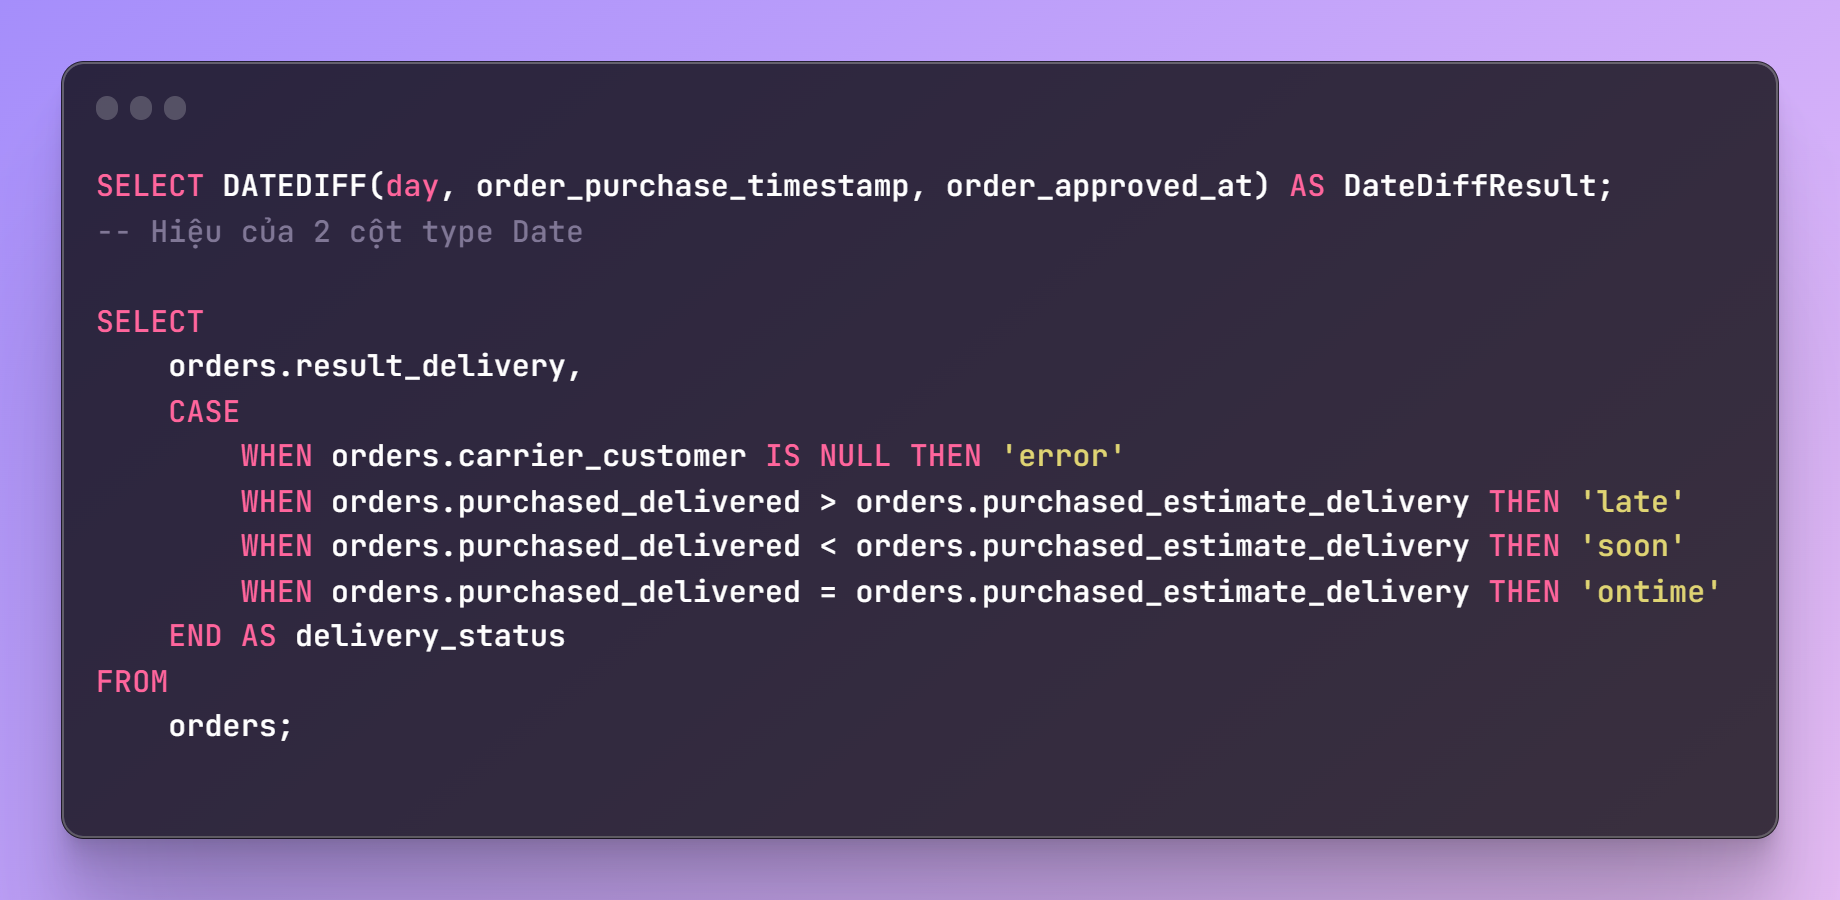 SELECT DATEDIFF(day, order_purchase_timestamp, order_approved_at) AS DateDiffResult;
-- Hiệu của 2 cột type Date
SELECT
orders.result_delivery,
CASE
WHEN orders.carrier_customer IS NULL THEN 'error'
WHEN orders.purchased_delivered > orders.purchased_estimate_delivery THEN 'late'
WHEN orders.purchased_delivered < orders.purchased_estimate_delivery THEN 'soon'
WHEN orders.purchased_delivered = orders.purchased_estimate_delivery THEN 'ontime'
END AS delivery_status
FROM
orders;